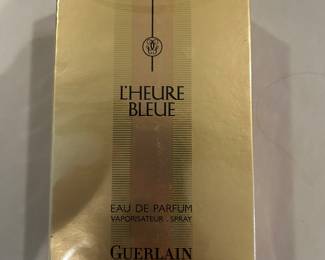 L'HEURE
BLEUE
EAU DE PARFUM
VAPORISATEUR . SPRAY
GUERLAIN